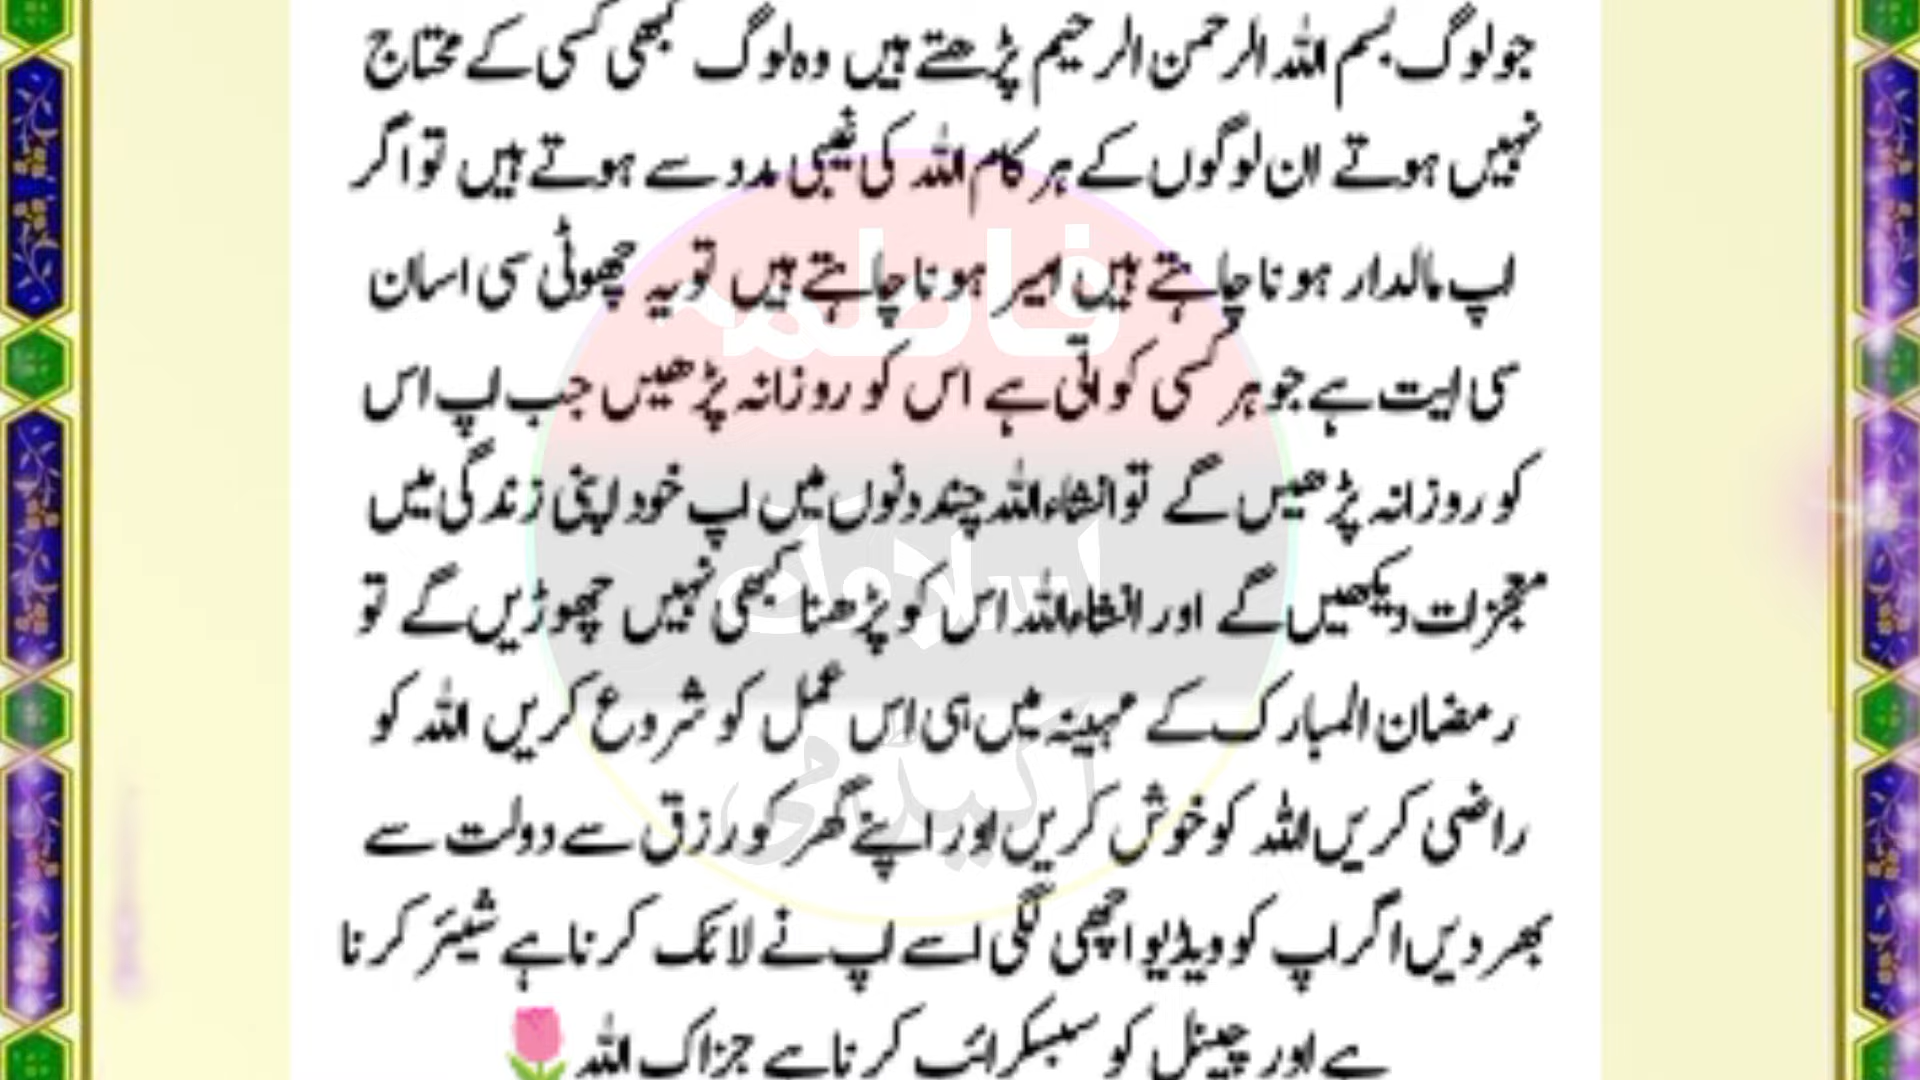 جو لوگ بسم اللہ الرحمن الرحیم پڑھتے ہیں وہ لوگ کبھی کسی کے محتاج
نہیں ہوتے ان لوگوں کے ہر کام اللہ کی غیبی مدد سے ہوتے ہیں تو اگر
اپ مالدار ہونا چاہتے ہیں امیر ہونا چاہتے ہیں تو یہ چھوٹی سی اسان
سی ایت ہے جو ہر کسی کو اتی ہے اس کو روزانہ پڑھیں جب اپ اس
کو روزانہ پڑھیں گے تو انشاءاللہ چند دنوں میں اپ خود اپنی زندگی میں
معجزات دیکھیں گے اور انشاءاللہ اس کو پڑھنا کبھی نہیں چھوڑیں گے تو
رمضان المبارک کے مہینہ میں ہی اس عمل کو شروع کریں اللہ کو
راضی کریں اللہ کو خوش کریں اور اپنے گھر کو رزق سے دولت سے
بھر دیں اگر اپ کو ویڈیو اچھی لگی اسے اپ نے لائک کرنا ہے شیئر کرنا
ہے اور چینل کو سبسکرائب کرنا ہے جزاک اللہ
فاطمہ
اسلامک
اکیڈمی